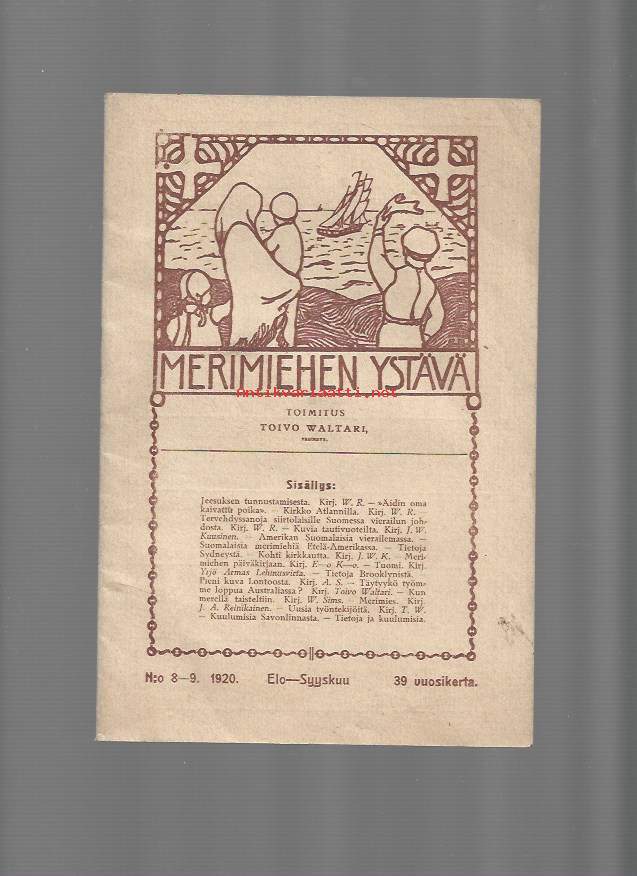 MERIMIEHEN YSTÄVÄ
Antikvariaatti.net
TOIMITUS
TOIVO WALTARI,
Sisällys:
Jeesuksen tunnustamisesta. Kirj. W. R. — »Äidin oma
kaivattu poika». — Kirkko Atlannilla. Kirj. W. R. —
Tervehdyssanoja siirtolaisille Suomessa vierailun joh-
dosta. Kirj. W. R. — Kuvia tautivuoteilta. Kirj. J. W.
Kaasinen. — Amerikan Suomalaisia vierailemassa. —
Suomalaisia merimiehiä Etelä-Amerikassa. — Tietoja
Sydneystä. — Kohti kirkkautta. Kirj. J. W. K. — Meri-
miehen päiväkirjaan. Kirj. E—o K—o. — Tuomi. Kirj.
Yrjö Armas Lehmusvirta. — Tietoja Brooklynistä. —
Pieni kuva Lontoosta. Kirj. A. S. — Täytyykö työm-
me loppua Australiassa? Kirj. Toivo Waltari. — Kun
merellä taisteltiin. Kirj. W. Sims. — Merimies. Kirj.
J. A. Reinikainen. — Uusia työntekijöitä. Kirj. T. W.
— Kuulumisia Savonlinnasta. — Tietoja ja kuulumisia.
N:o 8—9. 1920. Elo—Syyskuu 39 vuosikerta.